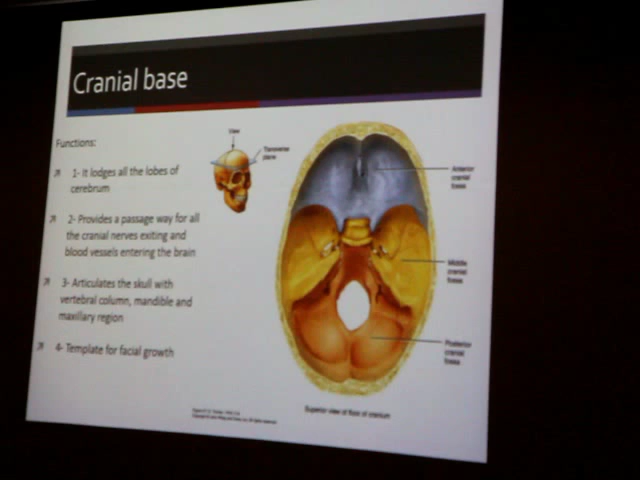 Cranial base
Functions:
1- It lodges all the lobes of
cerebrum
2- Provides a passage way for all
the cranial nerves exiting and
blood vessels entering the brain
3- Articulates the skull with
vertebral column, mandible and
maxillary region
4- Template for facial growth
View
Transverse
plane
Anterior
cranial
fossa
Middle
cranial
fossa
Posterior
cranial
fossa
Superior view of floor of cranium